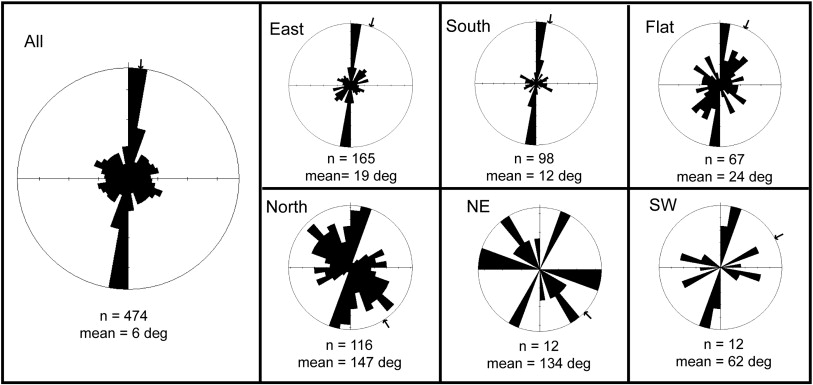 All
n = 474
mean = 6 deg
East
n = 165
mean= 19 deg
South
n = 98
mean = 12 deg
Flat
n = 67
mean = 24 deg
North
n = 116
mean = 147 deg
NE
n = 12
mean = 134 deg
SW
n = 12
mean = 62 deg